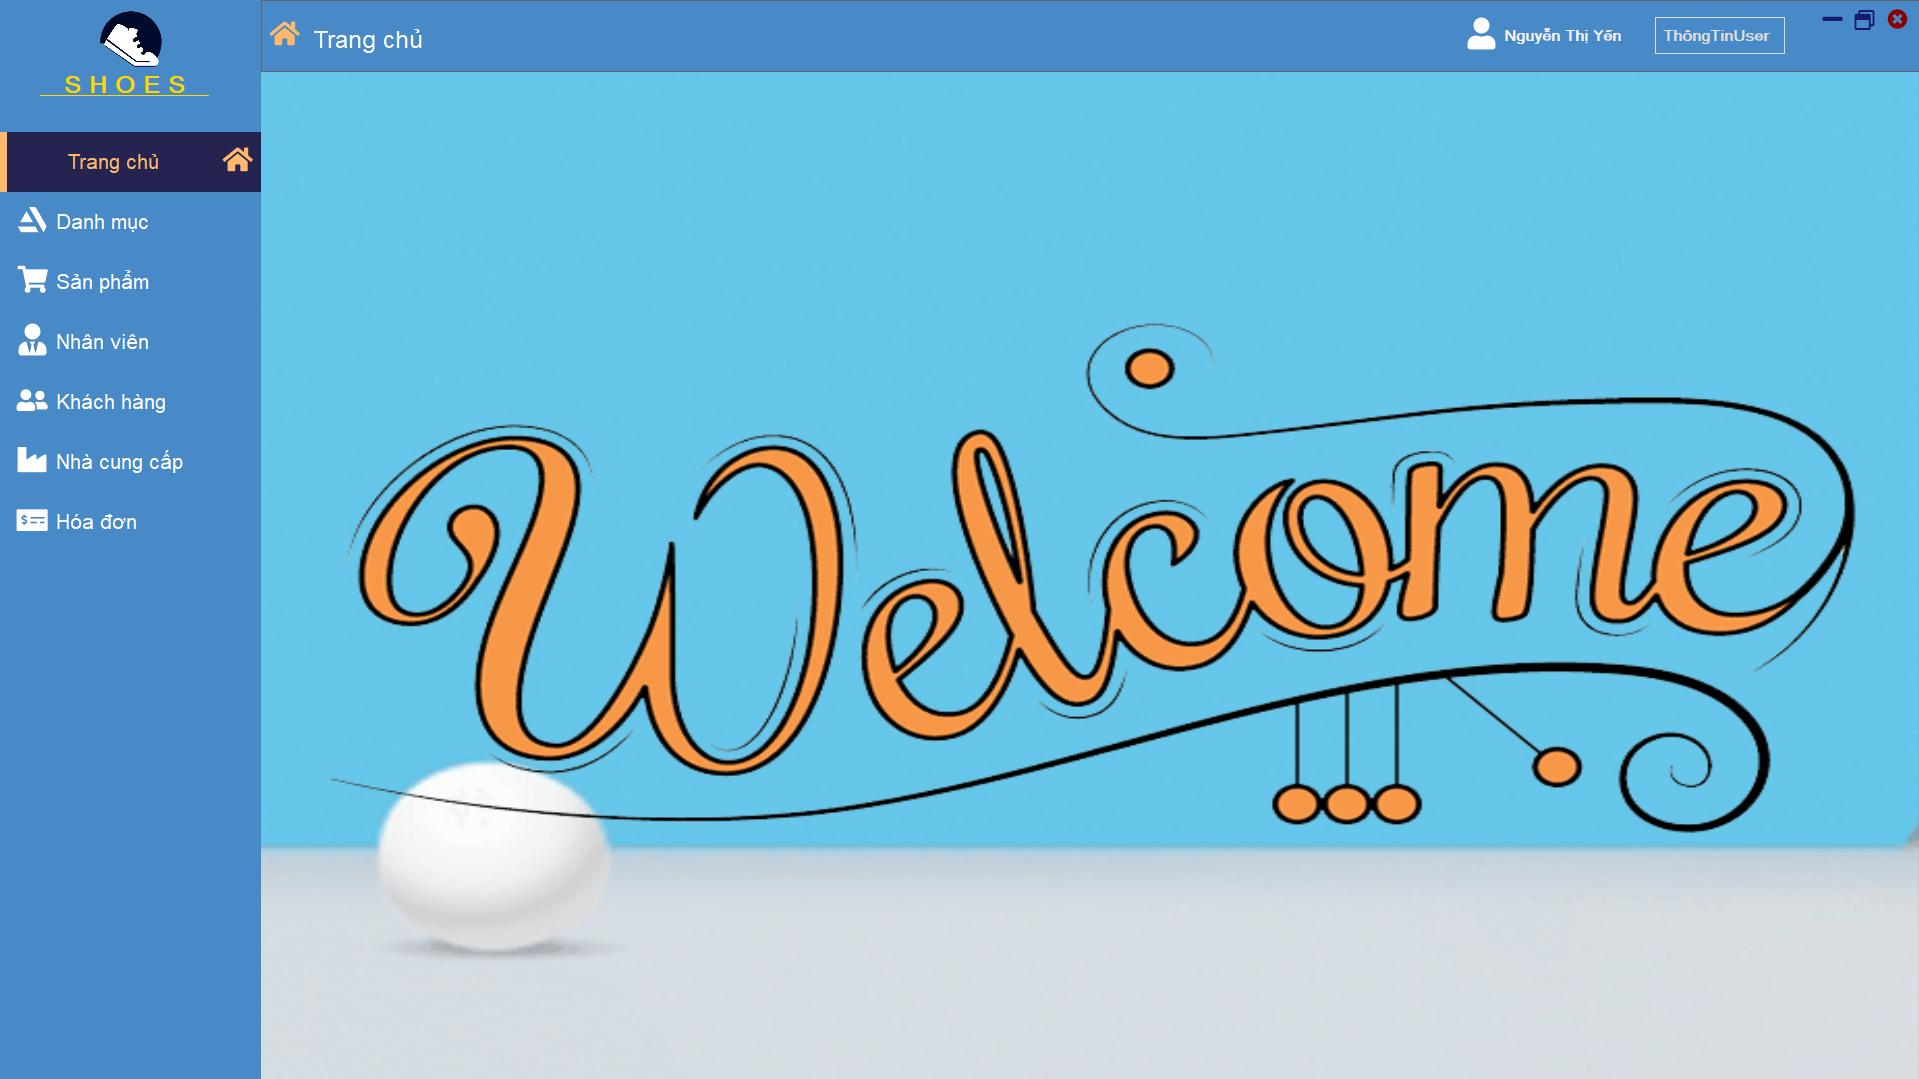 SHOES
Trang chủ
Danh mục
Sản phẩm
Nhân viên
Khách hàng
Nhà cung cấp
Hóa đơn
Trang chủ
Nguyễn Thị Yến
ThôngTinUser
Welcome